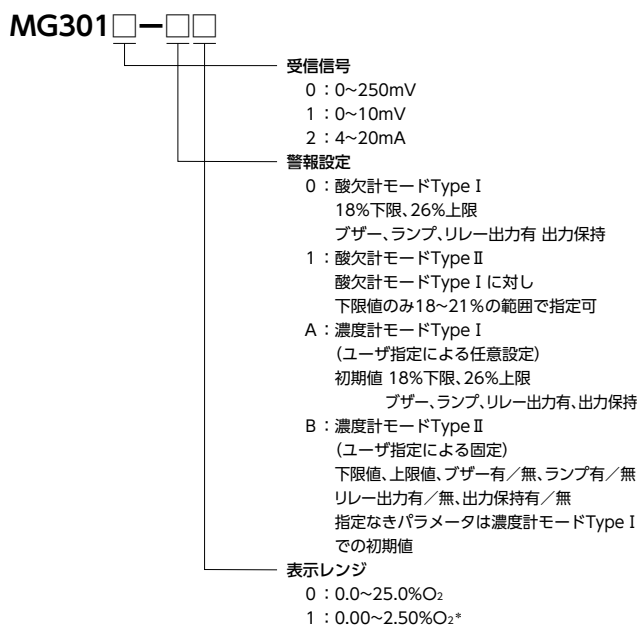 MG301□－□□
受信信号
0：0~250mV
1：0~10mV
2：4~20mA
警報設定
0：酸欠計モードTypeⅠ
18%下限、26%上限
ブザー、ランプ、リレー出力有 出力保持
1：酸欠計モードTypeⅡ
酸欠計モードTypeⅠに対し
下限値のみ18~21%の範囲で指定可
A：濃度計モードTypeⅠ
(ユーザ指定による任意設定)
初期値 18%下限、26%上限
ブザー、ランプ、リレー出力有、出力保持
B：濃度計モードTypeⅡ
(ユーザ指定による固定)
下限値、上限値、ブザー有／無、ランプ有／無
リレー出力有／無、出力保持有／無
指定なきパラメータは濃度計モードTypeⅠ
での初期値
表示レンジ
0：0.0~25.0%O₂
1：0.00~2.50%O₂*